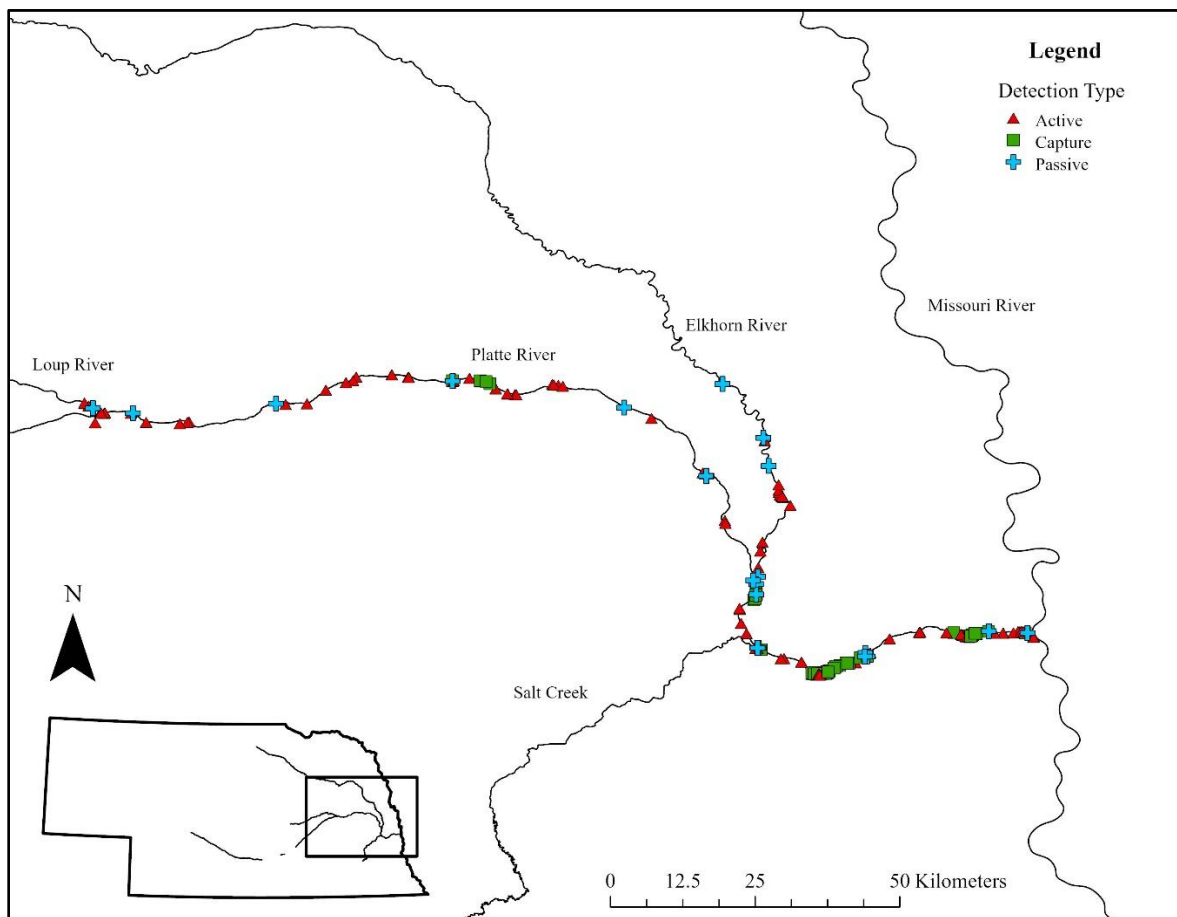 Legend
Detection Type
Active
Capture
Passive
Missouri River
Elkhorn River
Loup River
Platte River
N
Salt Creek
0 12.5 25 50 Kilometers